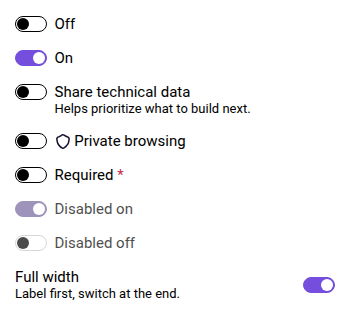 Off
On
Share technical data
Helps prioritize what to build next.
Private browsing
Required *
Disabled on
Disabled off
Full width
Label first, switch at the end.